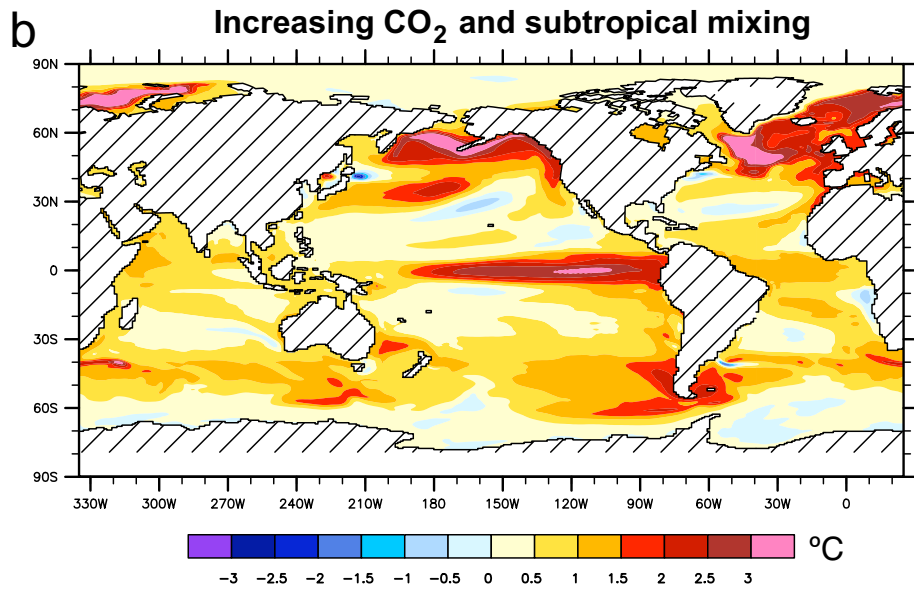 b
Increasing CO₂ and subtropical mixing
90N
60N
30N
0
30S
60S
90S
330W 300W 270W 240W 210W 180 150W 120W 90W 60W 30W 0
-3 -2.5 -2 -1.5 -1 -0.5 0 0.5 1 1.5 2 2.5 3
ºC